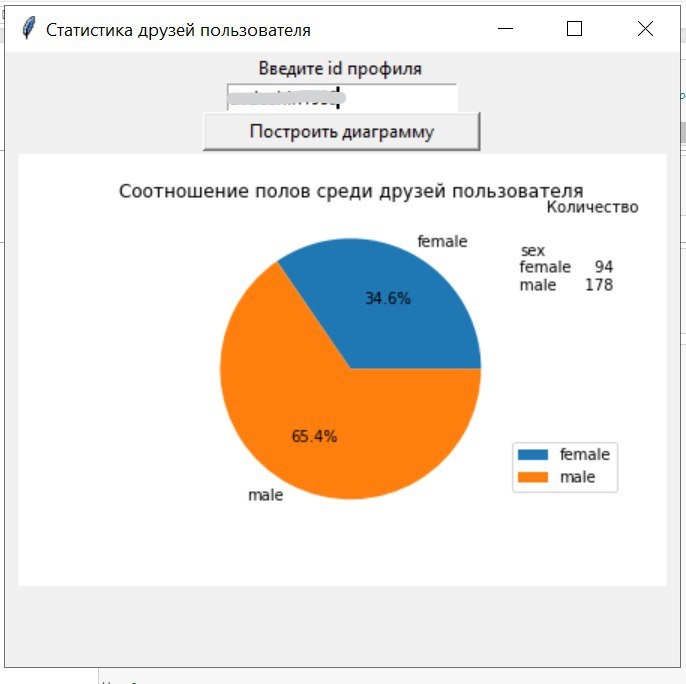 Статистика друзей пользователя
Введите id профиля
Построить диаграмму
Соотношение полов среди друзей пользователя
Количество
female
sex
female 94
male 178
34.6%
65.4%
male
female
male